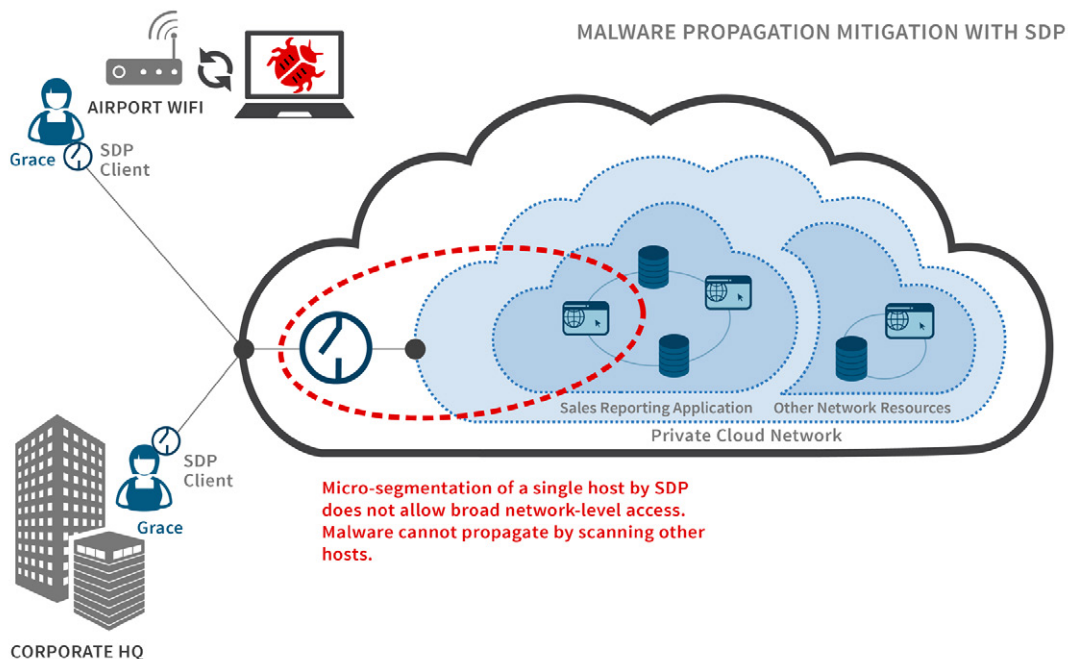 MALWARE PROPAGATION MITIGATION WITH SDP
AIRPORT WIFI
Grace
SDP
Client
Sales Reporting Application
Other Network Resources
Private Cloud Network
SDP
Client
Grace
Micro-segmentation of a single host by SDP
does not allow broad network-level access.
Malware cannot propagate by scanning other
hosts.
CORPORATE HQ